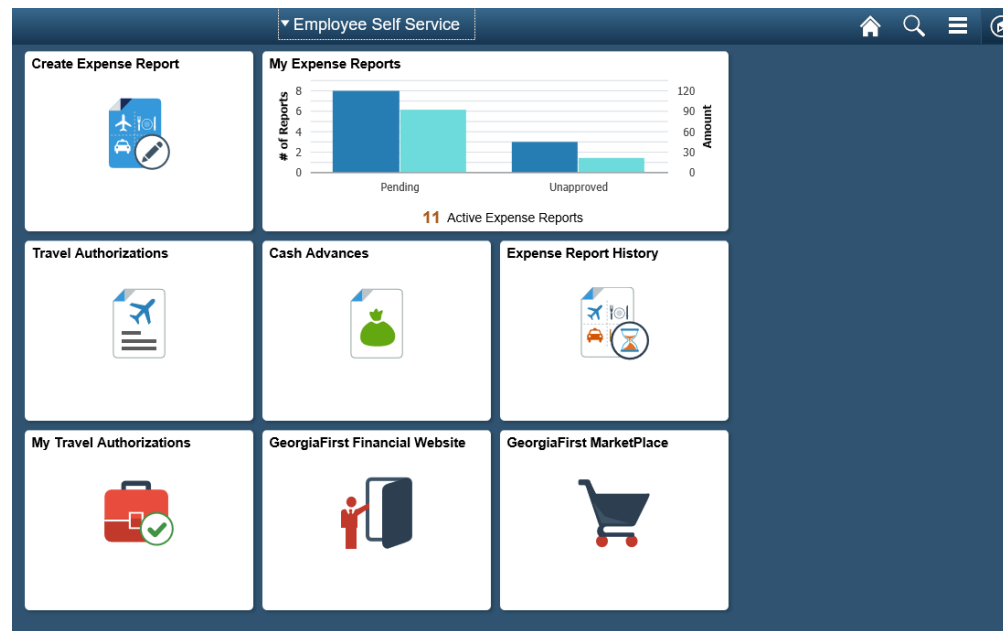 Employee Self Service
Create Expense Report
My Expense Reports
# of Reports
8
6
4
2
0
120
90
60
30
0
Amount
Pending
Unapproved
11 Active Expense Reports
Travel Authorizations
Cash Advances
Expense Report History
My Travel Authorizations
GeorgiaFirst Financial Website
GeorgiaFirst MarketPlace